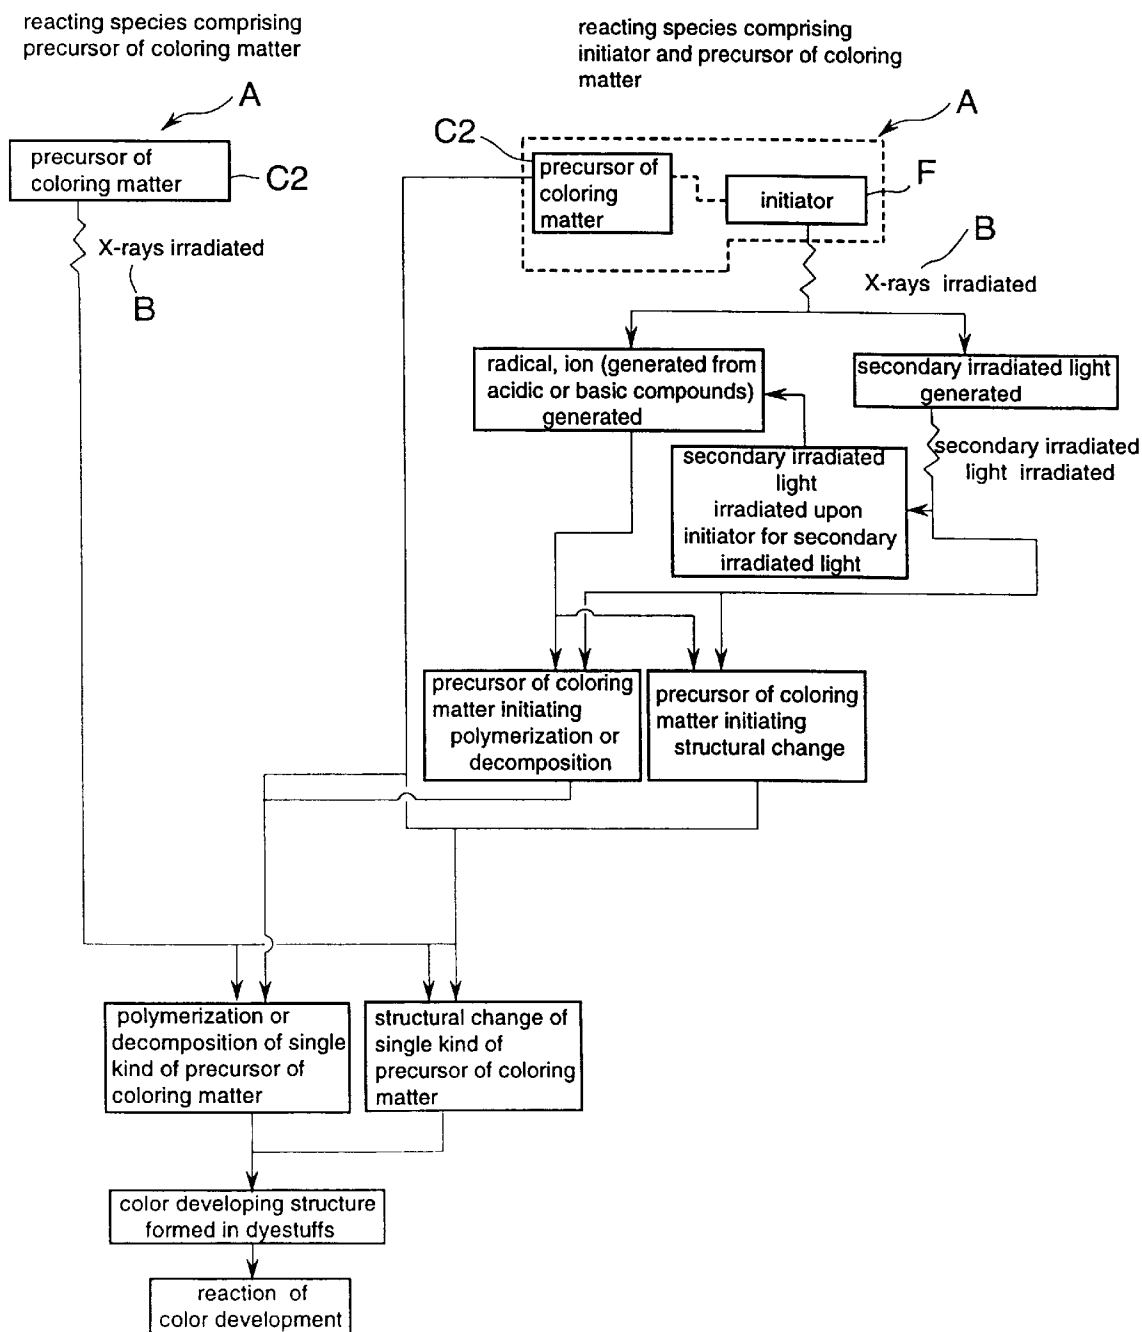 reacting species comprising
precursor of coloring matter
A
precursor of
coloring matter
C2
X-rays irradiated
B
reacting species comprising
initiator and precursor of coloring
matter
A
C2
precursor of
coloring
matter
initiator
F
B
X-rays irradiated
radical, ion (generated from
acidic or basic compounds)
generated
secondary irradiated light
generated
secondary irradiated
light irradiated
secondary irradiated
light
irradiated upon
initiator for secondary
irradiated light
precursor of coloring
matter initiating
polymerization or
decomposition
precursor of coloring
matter initiating
structural change
polymerization or
decomposition of single
kind of precursor of
coloring matter
structural change of
single kind of
precursor of coloring
matter
color developing structure
formed in dyestuffs
reaction of
color development